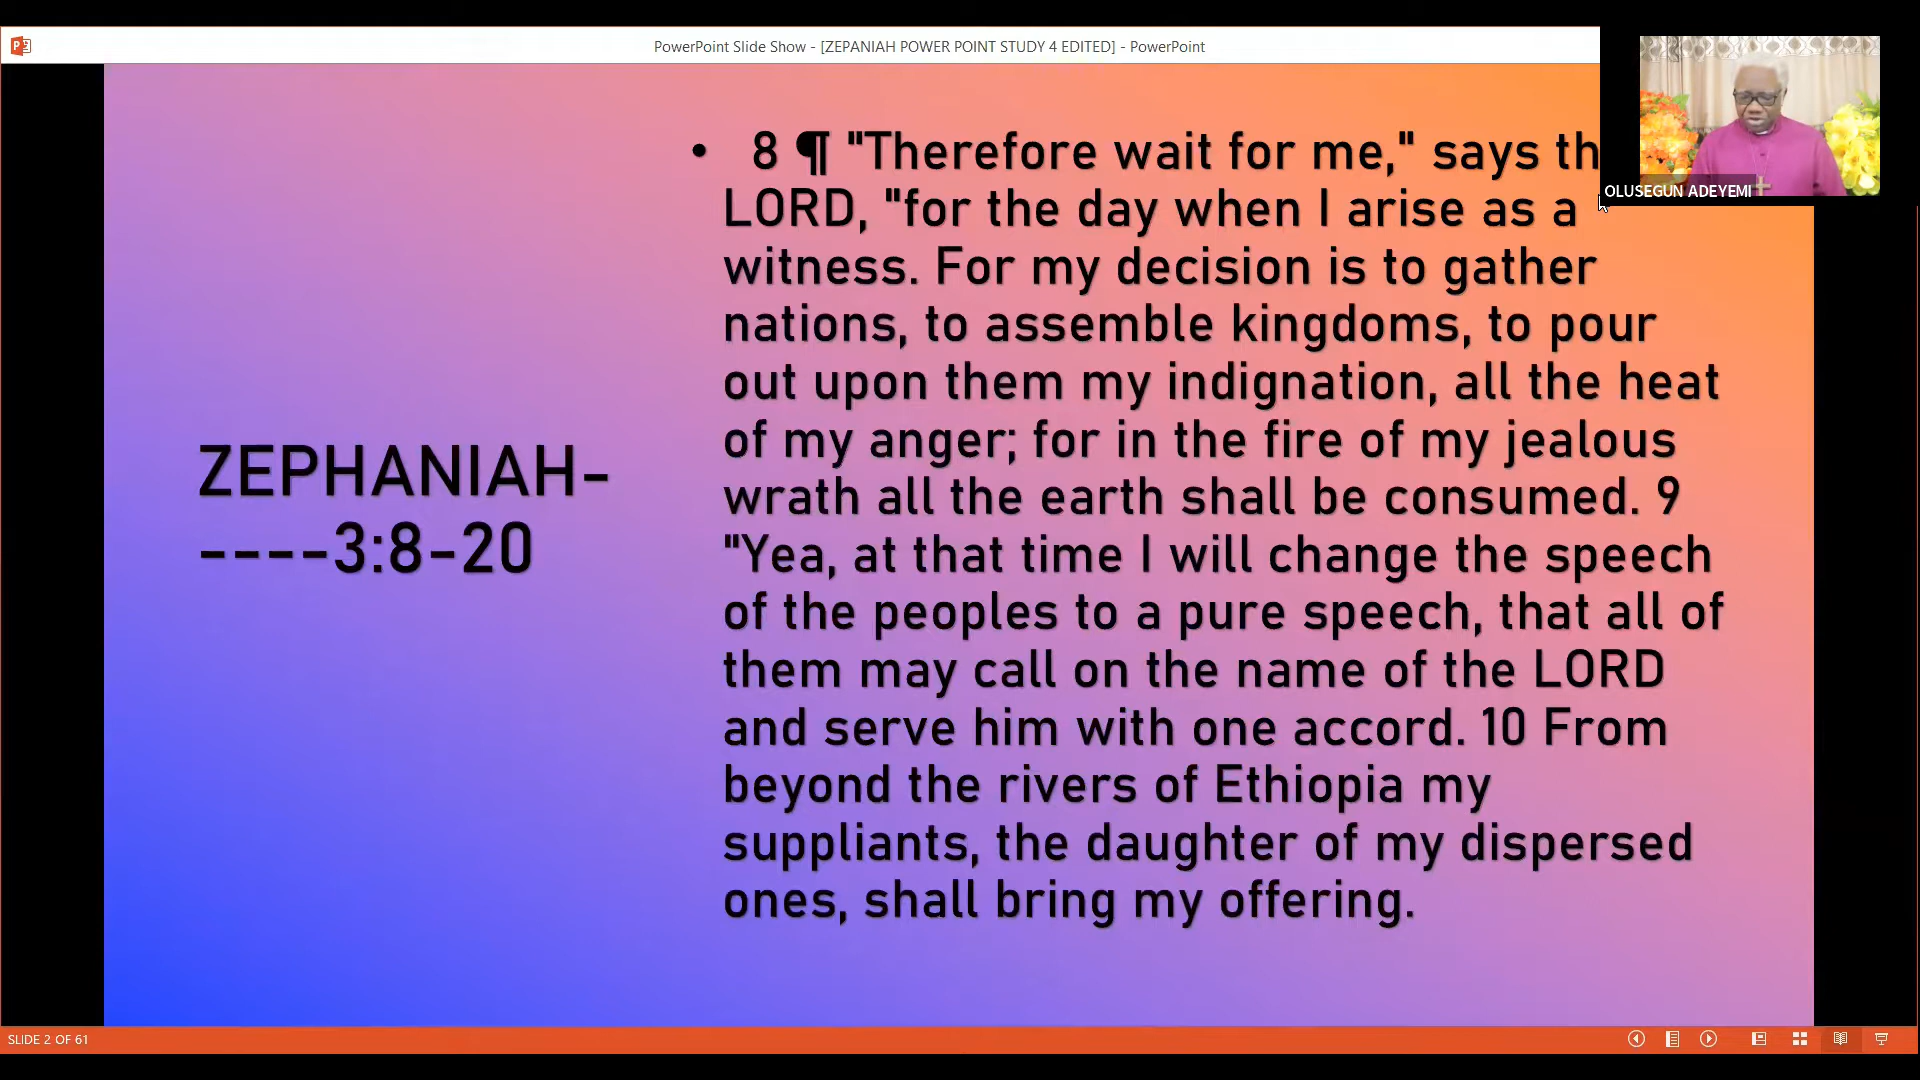 PowerPoint Slide Show - [ZEPANIAH POWER POINT STUDY 4 EDITED] - PowerPoint
OLUSEGUN ADEYEMI
ZEPHANIAH-
----3:8-20
• 8 ¶ "Therefore wait for me," says th
LORD, "for the day when I arise as a
witness. For my decision is to gather
nations, to assemble kingdoms, to pour
out upon them my indignation, all the heat
of my anger; for in the fire of my jealous
wrath all the earth shall be consumed. 9
"Yea, at that time I will change the speech
of the peoples to a pure speech, that all of
them may call on the name of the LORD
and serve him with one accord. 10 From
beyond the rivers of Ethiopia my
suppliants, the daughter of my dispersed
ones, shall bring my offering.
SLIDE 2 OF 61